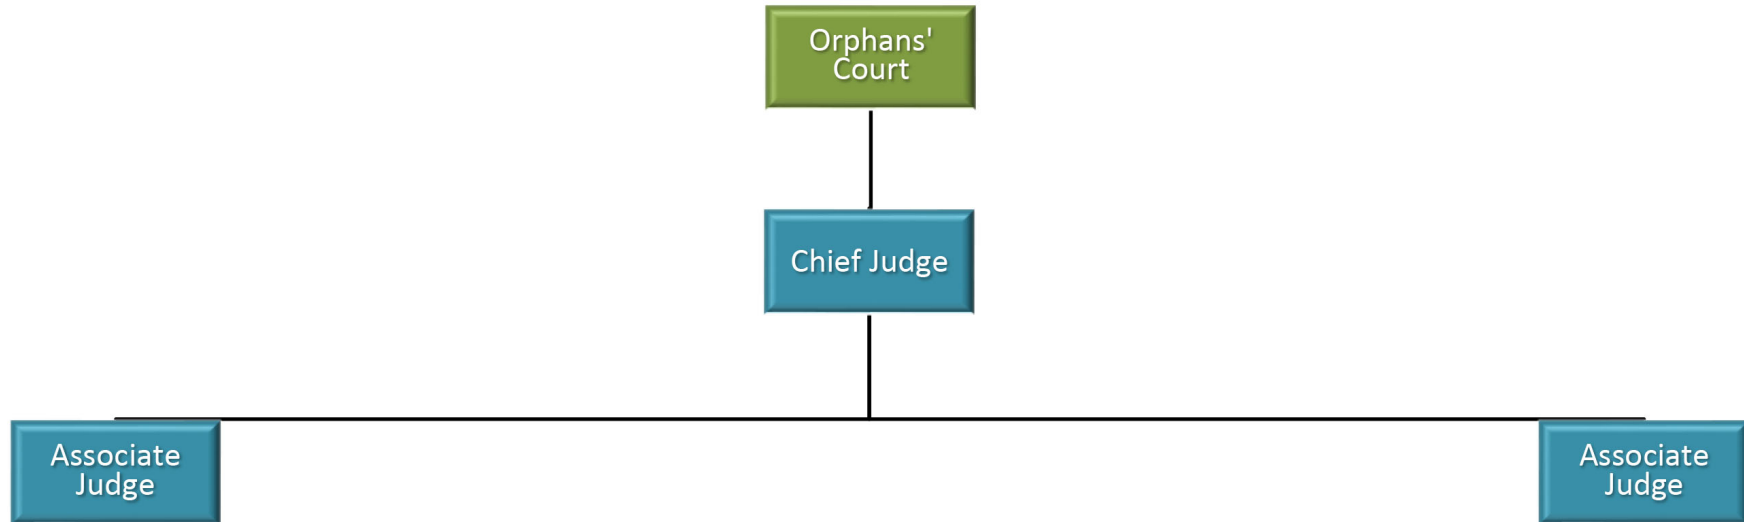 Orphans'
Court
Chief Judge
Associate
Judge
Associate
Judge